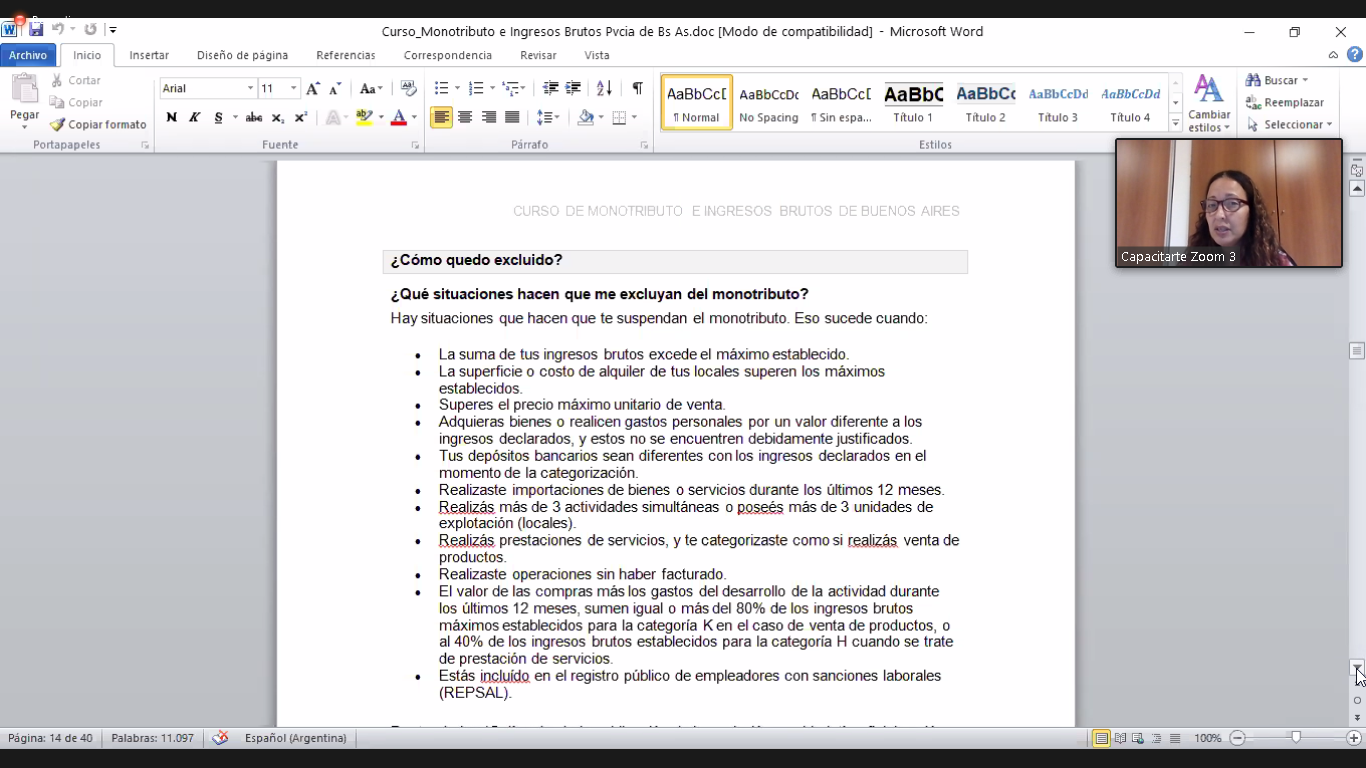 Curso_Monotributo e Ingresos Brutos Pvcia de Bs As.doc [Modo de compatibilidad] - Microsoft Word
Archivo Inicio Insertar Diseño de página Referencias Correspondencia Revisar Vista
Pegar
Cortar
Copiar
Copiar formato
Portapapeles
Arial 11
Fuente
Párrafo
AaBbCcDc AaBbCcDc AaBbCcDc AaBbC AaBbCc AaBbCcDd AaBbCcDd
¶ Normal No Spacing ¶ Sin espa... Título 1 Título 2 Título 3 Título 4
Estilos
Cambiar estilos
Buscar
Reemplazar
Seleccionar
Capacitarte Zoom 3
CURSO DE MONOTRIBUTO E INGRESOS BRUTOS DE BUENOS AIRES
¿Cómo quedo excluido?
¿Qué situaciones hacen que me excluyan del monotributo?
Hay situaciones que hacen que te suspendan el monotributo. Eso sucede cuando:
• La suma de tus ingresos brutos excede el máximo establecido.
• La superficie o costo de alquiler de tus locales superen los máximos
establecidos.
• Superes el precio máximo unitario de venta.
• Adquieras bienes o realicen gastos personales por un valor diferente a los
ingresos declarados, y estos no se encuentren debidamente justificados.
• Tus depósitos bancarios sean diferentes con los ingresos declarados en el
momento de la categorización.
• Realizaste importaciones de bienes o servicios durante los últimos 12 meses.
• Realizás más de 3 actividades simultáneas o poseés más de 3 unidades de
explotación (locales).
• Realizás prestaciones de servicios, y te categorizaste como si realizás venta de
productos.
• Realizaste operaciones sin haber facturado.
• El valor de las compras más los gastos del desarrollo de la actividad durante
los últimos 12 meses, sumen igual o más del 80% de los ingresos brutos
máximos establecidos para la categoría K en el caso de venta de productos, o
al 40% de los ingresos brutos establecidos para la categoría H cuando se trate
de prestación de servicios.
• Estás incluído en el registro público de empleadores con sanciones laborales
(REPSAL).
Página: 14 de 40 Palabras: 11.097 Español (Argentina) 100%